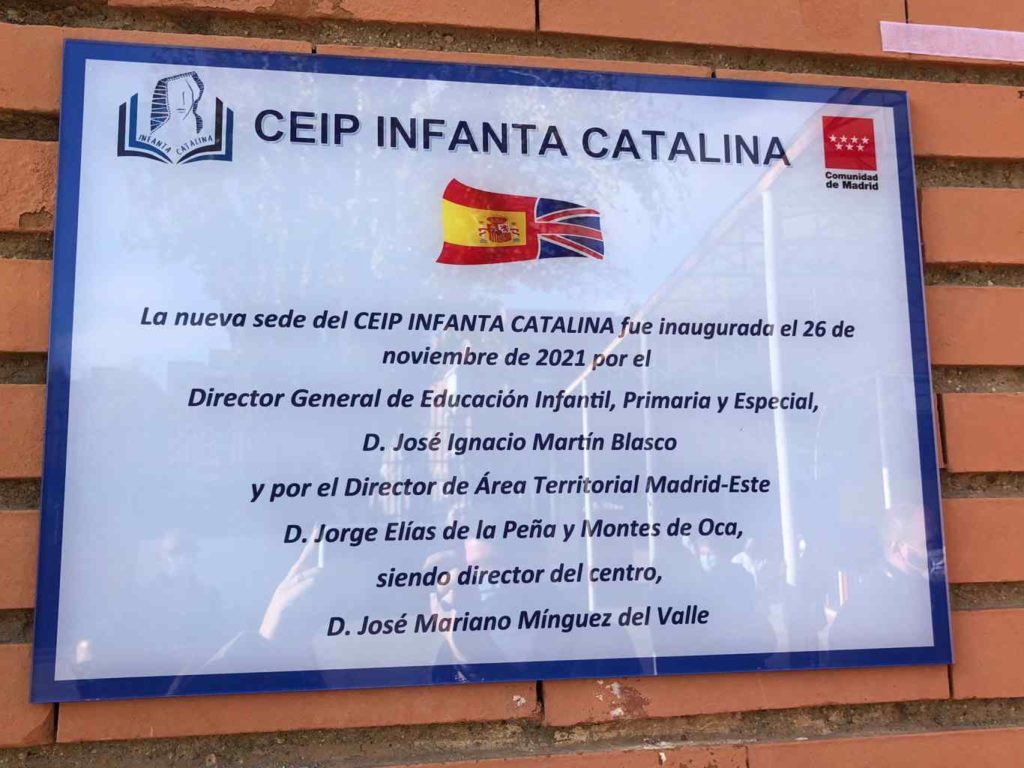 INFANTA CATALINA
CEIP INFANTA CATALINA
Comunidad
de Madrid
La nueva sede del CEIP INFANTA CATALINA fue inaugurada el 26 de
noviembre de 2021 por el
Director General de Educación Infantil, Primaria y Especial,
D. José Ignacio Martín Blasco
y por el Director de Área Territorial Madrid-Este
D. Jorge Elías de la Peña y Montes de Oca,
siendo director del centro,
D. José Mariano Mínguez del Valle